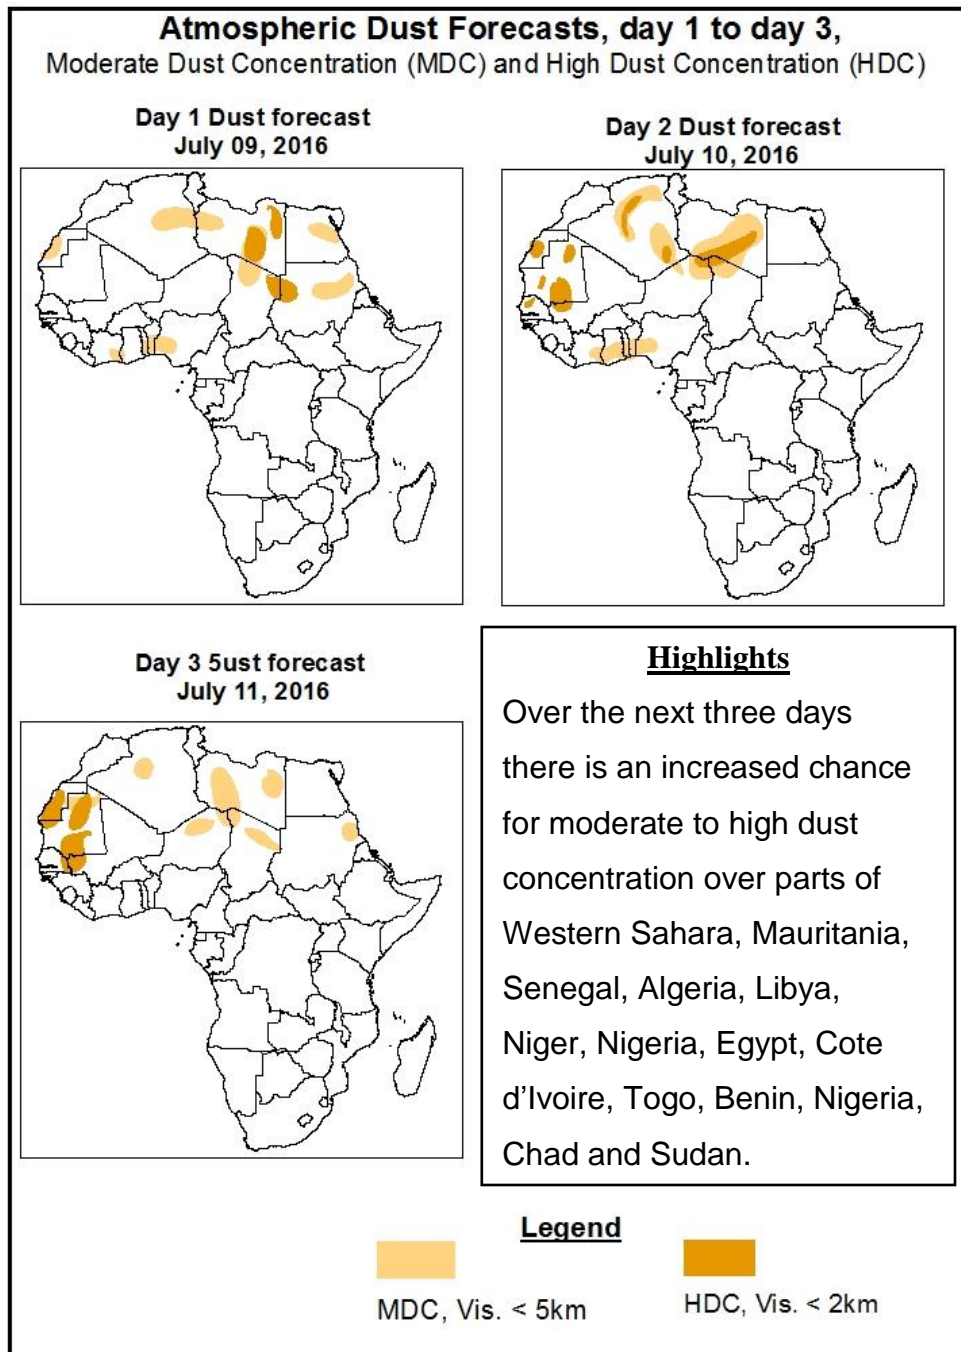 Atmospheric Dust Forecasts, day 1 to day 3,
Moderate Dust Concentration (MDC) and High Dust Concentration (HDC)
Day 1 Dust forecast
July 09, 2016
Day 2 Dust forecast
July 10, 2016
Day 3 5ust forecast
July 11, 2016
Highlights
Over the next three days
there is an increased chance
for moderate to high dust
concentration over parts of
Western Sahara, Mauritania,
Senegal, Algeria, Libya,
Niger, Nigeria, Egypt, Cote
d’Ivoire, Togo, Benin, Nigeria,
Chad and Sudan.
Legend
MDC, Vis. < 5km
HDC, Vis. < 2km